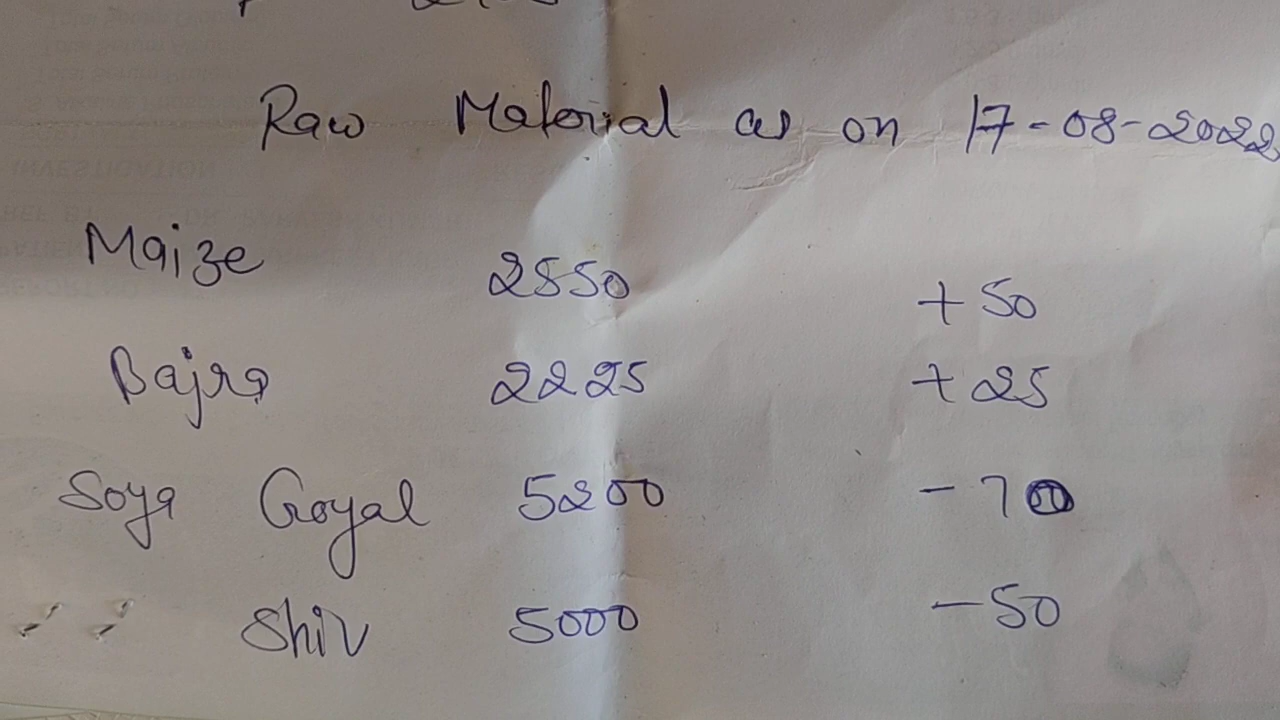 Raw Material as on 17-08-2022
Maize 2550 +50
Bajra 2225 +25
Soya Goyal 5200 -70
" " Shiv 5000 -50